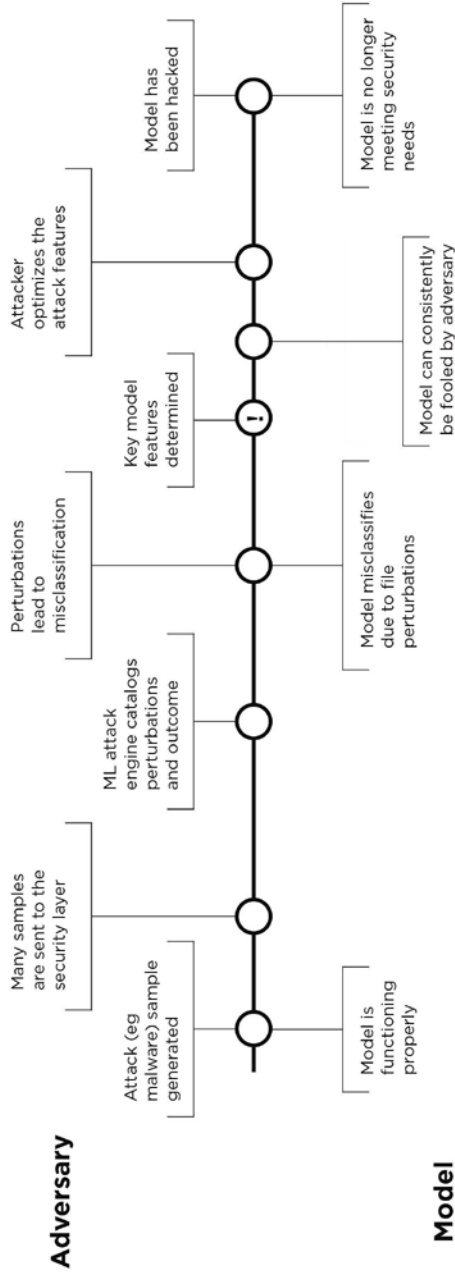 Adversary
Attack (eg
malware) sample
generated
Many samples
are sent to the
security layer
ML attack
engine catalogs
perturbations
and outcome
Perturbations
lead to
misclassification
Key model
features
determined
!
Attacker
optimizes the
attack features
Model has
been hacked
Model
Model is
functioning
properly
Model misclassifies
due to file
perturbations
Model can consistently
be fooled by adversary
Model is no longer
meeting security
needs